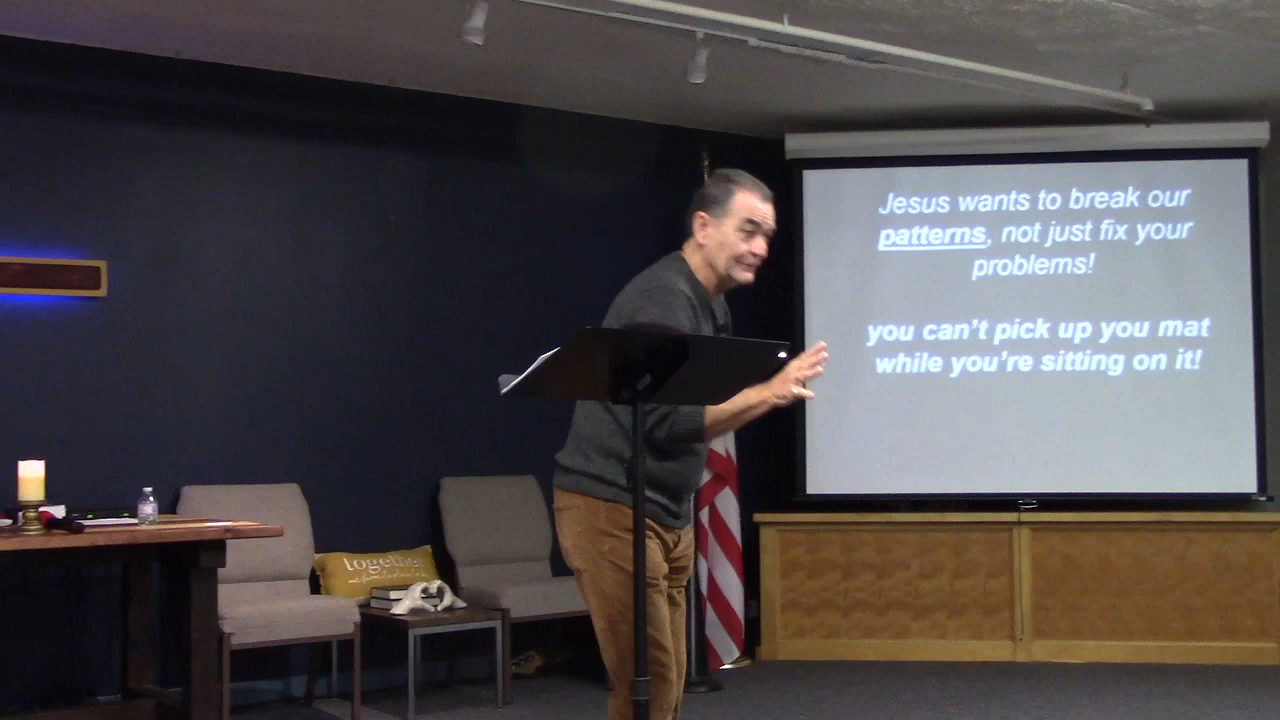 Jesus wants to break our
patterns, not just fix your
problems!
you can't pick up you mat
while you're sitting on it!
together